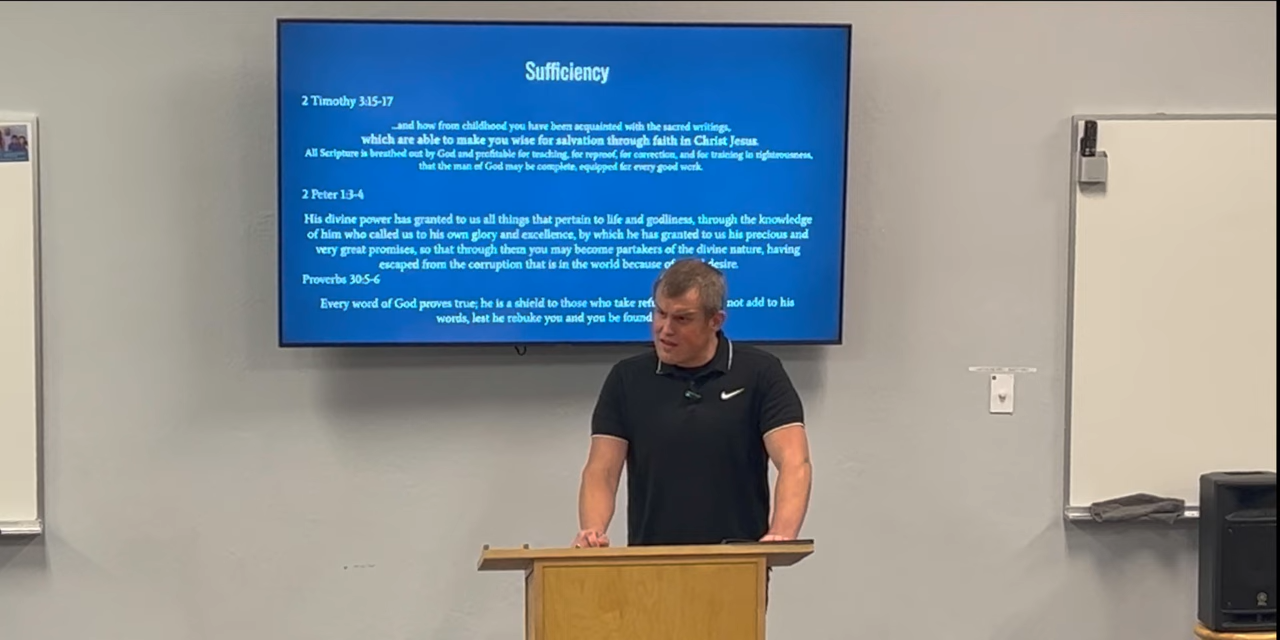 Sufficiency
2 Timothy 3:15-17
...and how from childhood you have been acquainted with the sacred writings,
which are able to make you wise for salvation through faith in Christ Jesus.
All Scripture is breathed out by God and profitable for teaching, for reproof, for correction, and for training in righteousness,
that the man of God may be complete, equipped for every good work.
2 Peter 1:3-4
His divine power has granted to us all things that pertain to life and godliness, through the knowledge
of him who called us to his own glory and excellence, by which he has granted to us his precious and
very great promises, so that through them you may become partakers of the divine nature, having
escaped from the corruption that is in the world because desire.
Proverbs 30:5-6
Every word of God proves true; he is a shield to those who take not add to his
words, lest he rebuke you and you be found